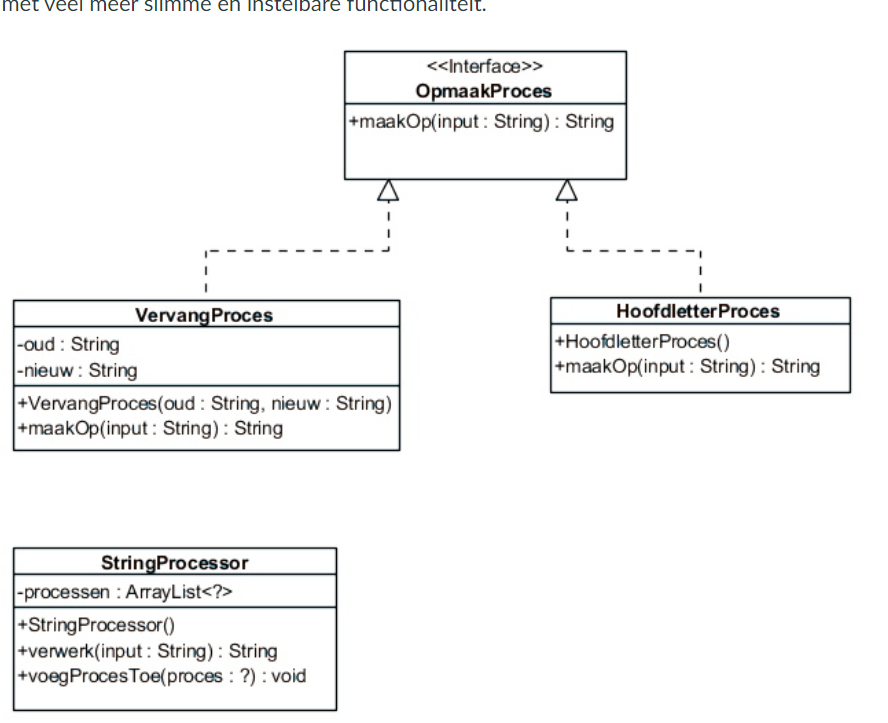 met veel meer slimme en instelbare functionaliteit.
<<Interface>>
OpmaakProces
+maakOp(input : String) : String
VervangProces
-oud : String
-nieuw : String
+VervangProces(oud : String, nieuw : String)
+maakOp(input : String) : String
HoofdletterProces
+HoofdletterProces()
+maakOp(input : String) : String
StringProcessor
-processen : ArrayList<?>
+StringProcessor()
+verwerk(input : String) : String
+voegProcesToe(proces : ?) : void